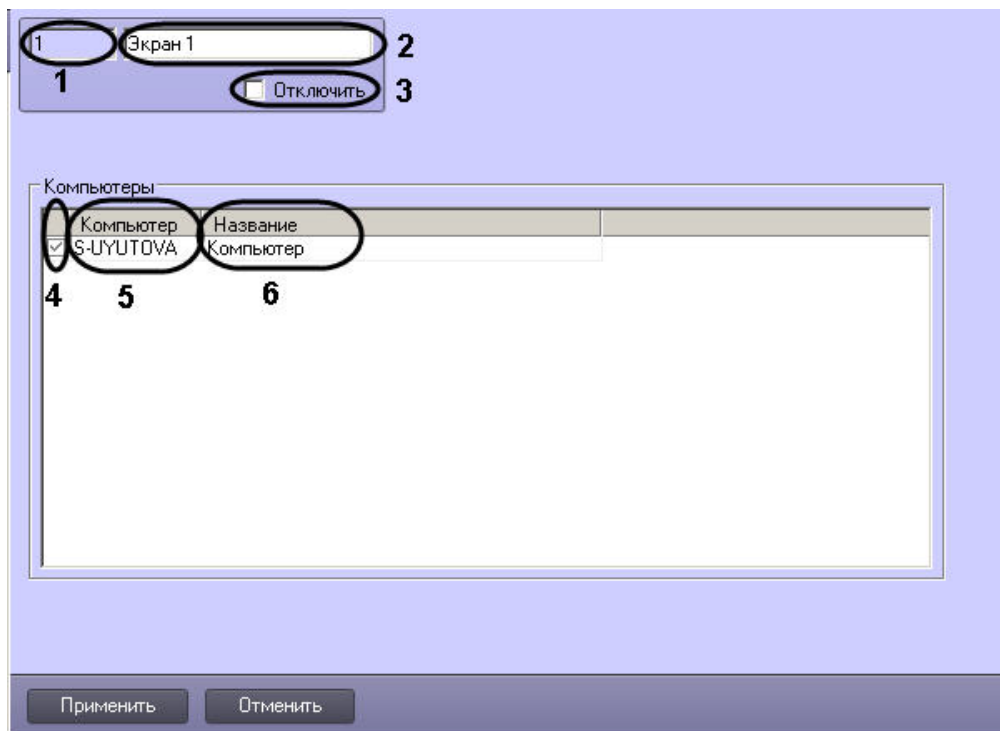 1 Экран 1 2
1 Отключить 3
Компьютеры
Компьютер Название
S-UYUTOVA Компьютер
4 5 6
Применить Отменить